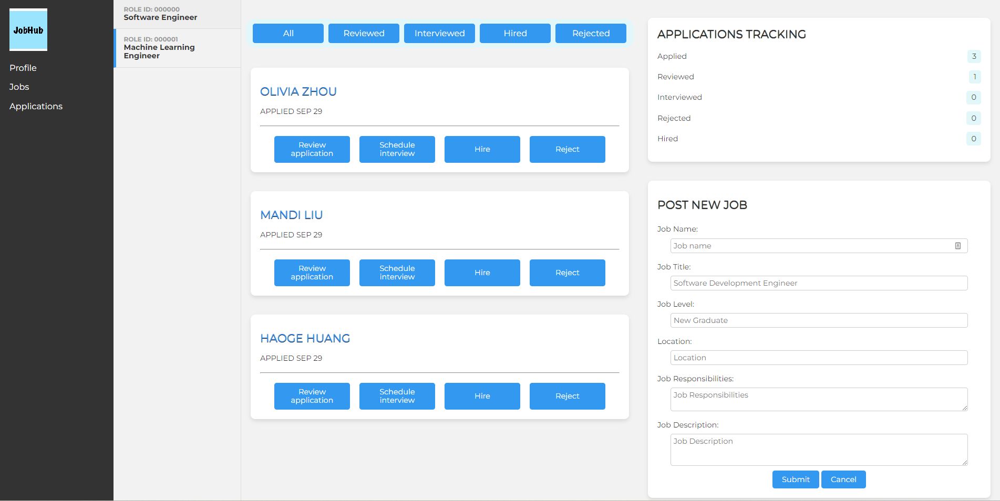 JobHub
Profile
Jobs
Applications
ROLE ID: 000000
Software Engineer
ROLE ID: 000001
Machine Learning
Engineer
All
Reviewed
Interviewed
Hired
Rejected
OLIVIA ZHOU
APPLIED SEP 29
Review
application
Schedule
interview
Hire
Reject
MANDI LIU
APPLIED SEP 29
Review
application
Schedule
interview
Hire
Reject
HAOGE HUANG
APPLIED SEP 29
Review
application
Schedule
interview
Hire
Reject
APPLICATIONS TRACKING
Applied 3
Reviewed 1
Interviewed 0
Rejected 0
Hired 0
POST NEW JOB
Job Name:
Job name
Job Title:
Software Development Engineer
Job Level:
New Graduate
Location:
Location
Job Responsibilities:
Job Responsibilities
Job Description:
Job Description
Submit
Cancel